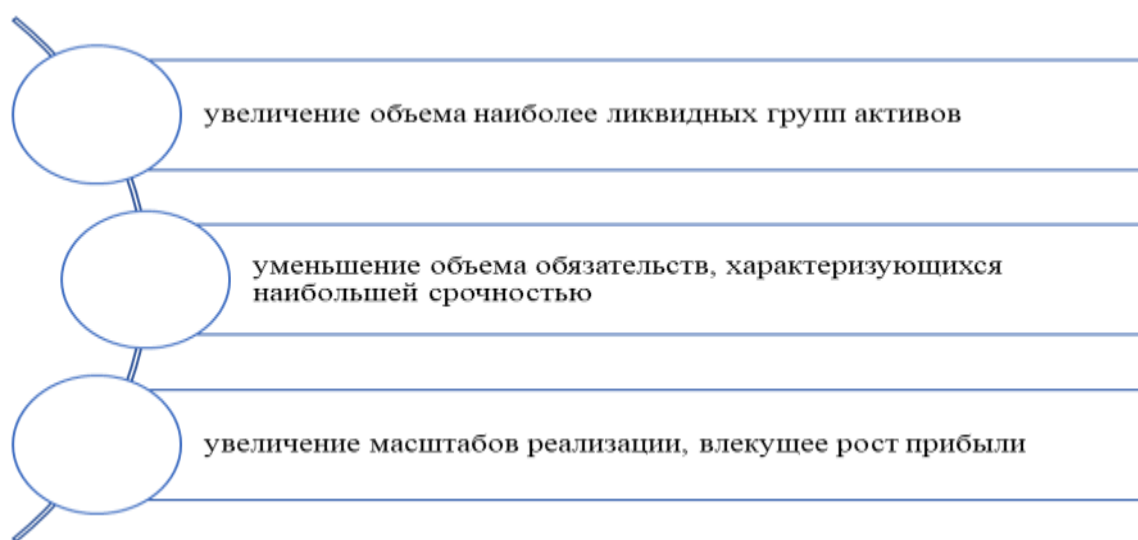 увеличение объема наиболее ликвидных групп активов
уменьшение объема обязательств, характеризующихся
наибольшей срочностью
увеличение масштабов реализации, влекущее рост прибыли